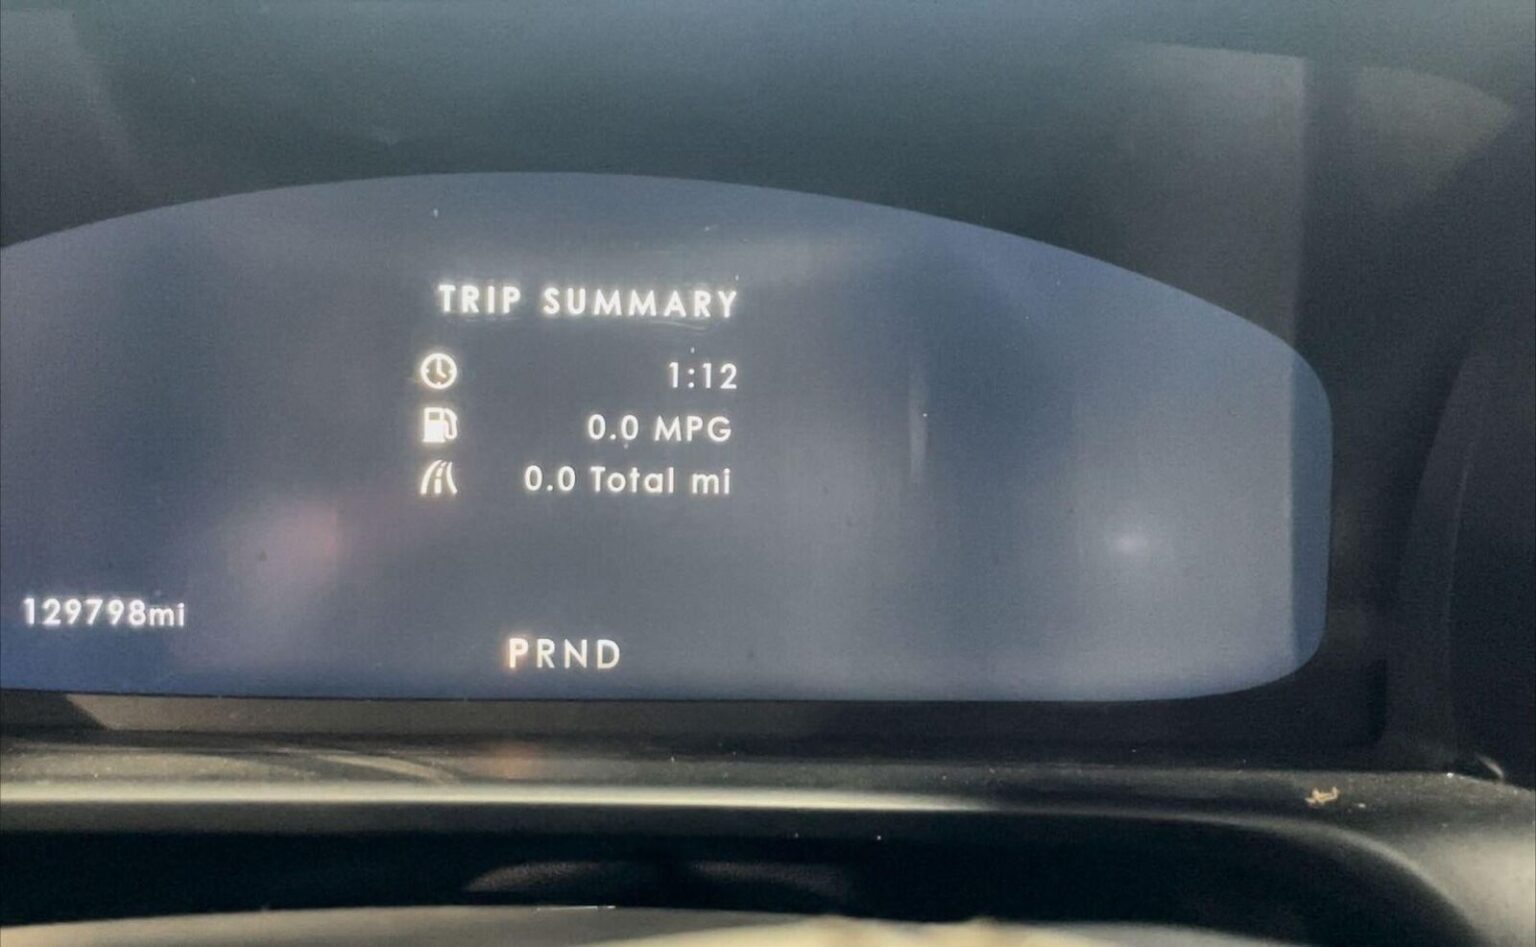 TRIP SUMMARY
1:12
0.0 MPG
0.0 Total mi
129798mi
PRND